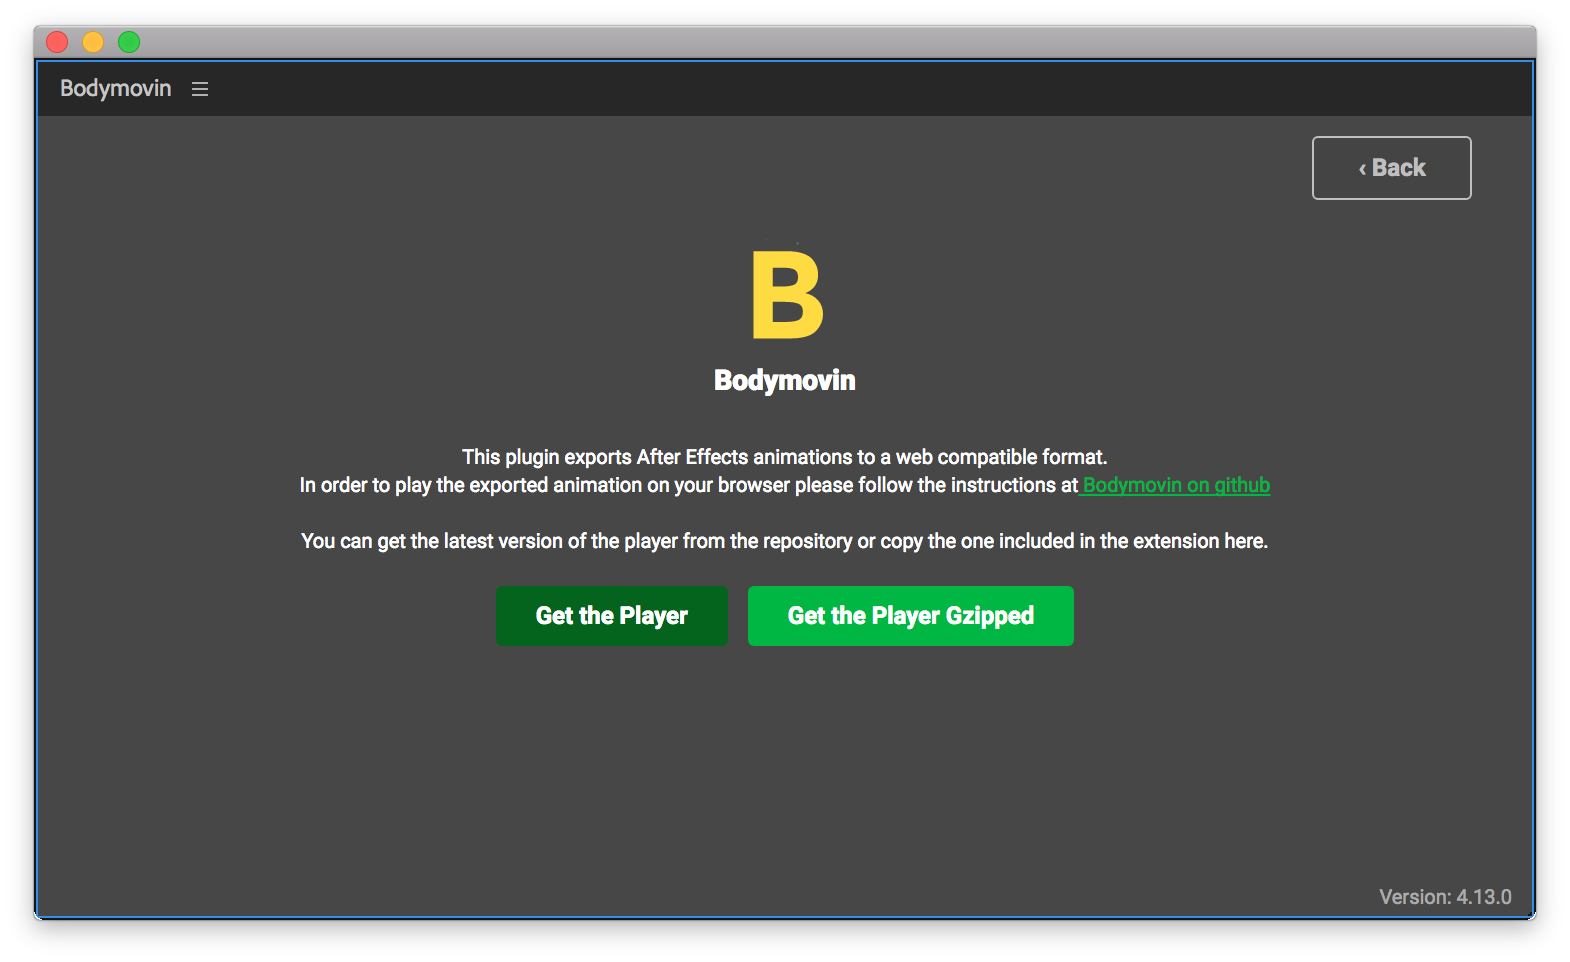 Bodymovin
‹ Back
B
Bodymovin
This plugin exports After Effects animations to a web compatible format.
In order to play the exported animation on your browser please follow the instructions at Bodymovin on github
You can get the latest version of the player from the repository or copy the one included in the extension here.
Get the Player
Get the Player Gzipped
Version: 4.13.0